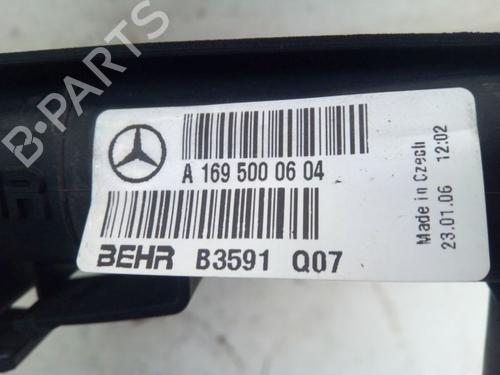 B-PARTS
A 169 500 06 04
BEHR B3591 Q07
Made in Czech
23.01.06 12:02